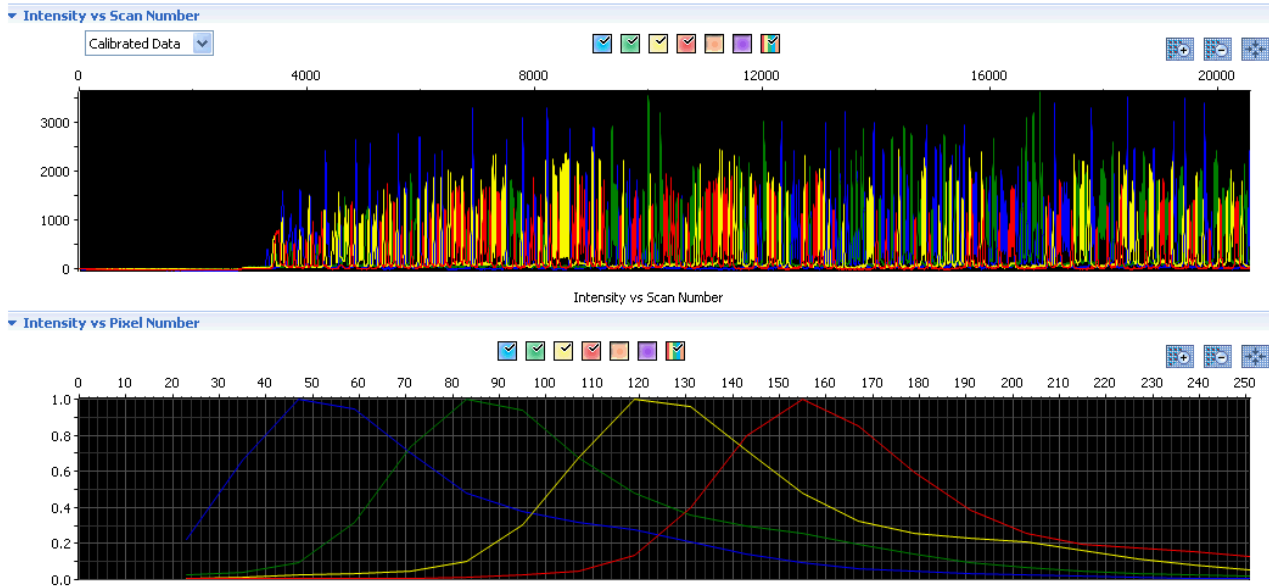 Intensity vs Scan Number
Calibrated Data
0 4000 8000 12000 16000 20000
3000
2000
1000
0
Intensity vs Scan Number
Intensity vs Pixel Number
0 10 20 30 40 50 60 70 80 90 100 110 120 130 140 150 160 170 180 190 200 210 220 230 240 250
1.0
0.8
0.6
0.4
0.2
0.0